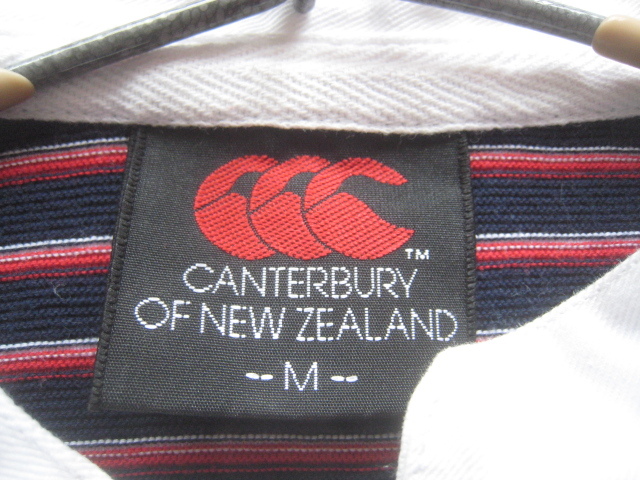 ™
CANTERBURY
OF NEW ZEALAND
-- M --